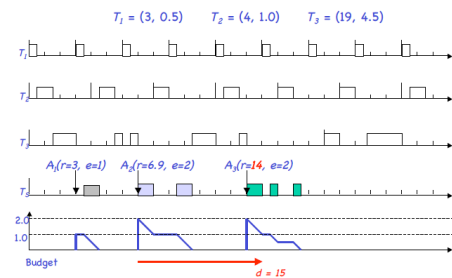 T₁ = (3, 0.5) T₂ = (4, 1.0) T₃ = (19, 4.5)
T₁
T₂
T₃
A₁(r=3, e=1) A₂(r=6.9, e=2) A₃(r=14, e=2)
Tₛ
2.0
1.0
Budget
d = 15